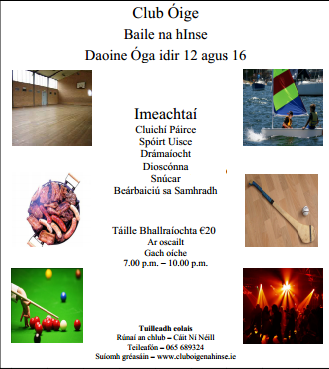 Club Óige
Baile na hInse
Daoine Óga idir 12 agus 16
Imeachtaí
Cluichí Páirce
Spóirt Uisce
Drámaíocht
Dioscónna
Snúcar
Beárbaiciú sa Samhradh
Táille Bhallraíochta €20
Ar oscailt
Gach oíche
7.00 p.m. – 10.00 p.m.
Tuilleadh eolais
Rúnaí an chlub – Cáit Ní Néill
Teileafón – 065 689324
Suíomh gréasáin – www.cluboigenahinse.ie